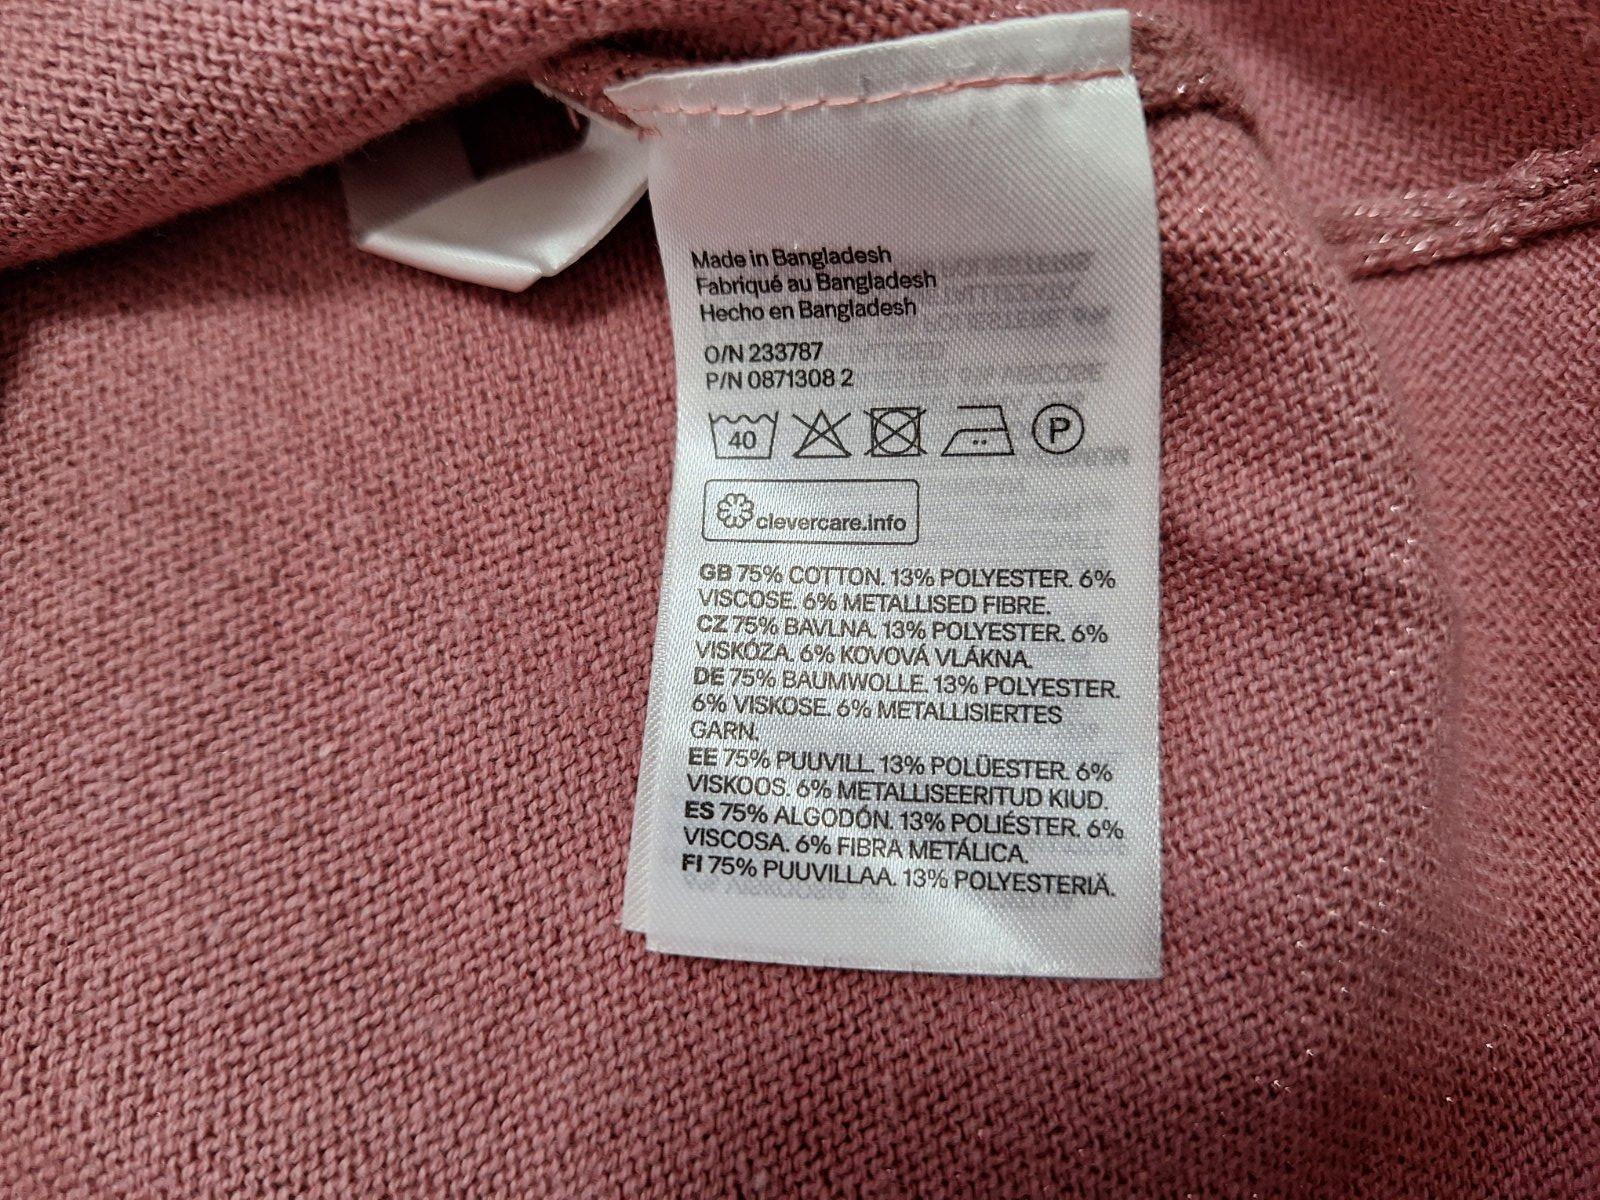 Made in Bangladesh
Fabriqué au Bangladesh
Hecho en Bangladesh
O/N 233787
P/N 0871308 2
40 P
clevercare.info
GB 75% COTTON. 13% POLYESTER. 6%
VISCOSE. 6% METALLISED FIBRE.
CZ 75% BAVLNA. 13% POLYESTER. 6%
VISKOZA. 6% KOVOVÁ VLÁKNA.
DE 75% BAUMWOLLE. 13% POLYESTER.
6% VISKOSE. 6% METALLISIERTES
GARN.
EE 75% PUUVILL. 13% POLÜESTER. 6%
VISKOOS. 6% METALLISEERITUD KIUD.
ES 75% ALGODÓN. 13% POLIÉSTER. 6%
VISCOSA. 6% FIBRA METÁLICA.
FI 75% PUUVILLAA. 13% POLYESTERIÄ.